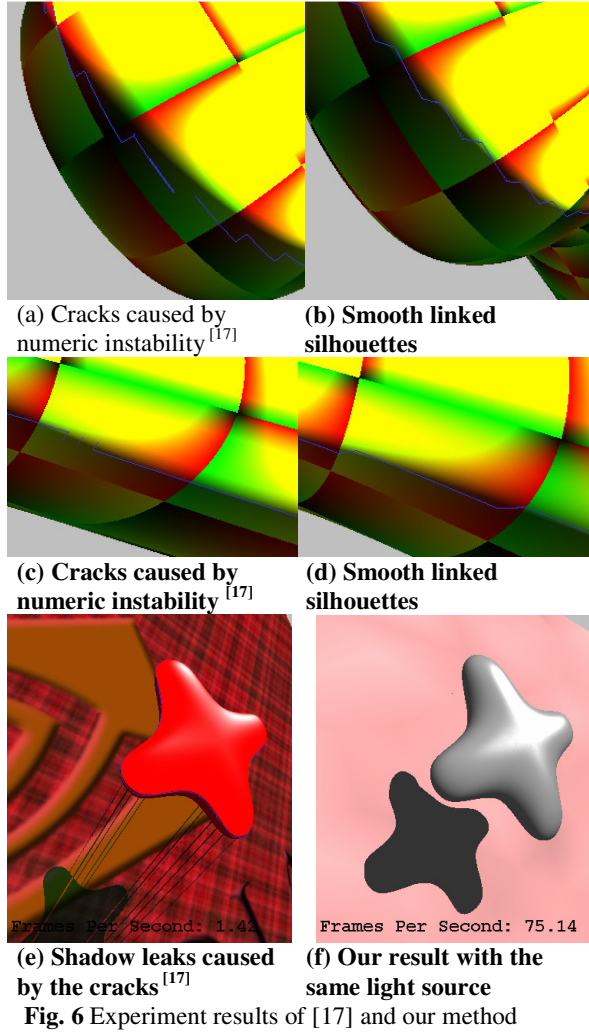 (a) Cracks caused by
numeric instability [17]
(b) Smooth linked
silhouettes
(c) Cracks caused by
numeric instability [17]
(d) Smooth linked
silhouettes
Frames Per Second: 1.42
Frames Per Second: 75.14
(e) Shadow leaks caused
by the cracks [17]
(f) Our result with the
same light source
Fig. 6 Experiment results of [17] and our method